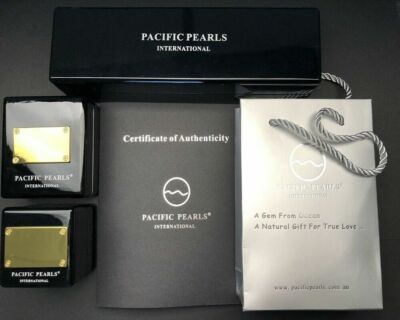 PACIFIC PEARLS
INTERNATIONAL
PACIFIC PEARLS®
INTERNATIONAL
PACIFIC PEARLS®
INTERNATIONAL
Certificate of Authenticity
PACIFIC PEARLS®
INTERNATIONAL
PACIFIC PEARLS®
INTERNATIONAL
A Gem From Ocean
A Natural Gift For True Love ...
www.pacificpearls.com.au